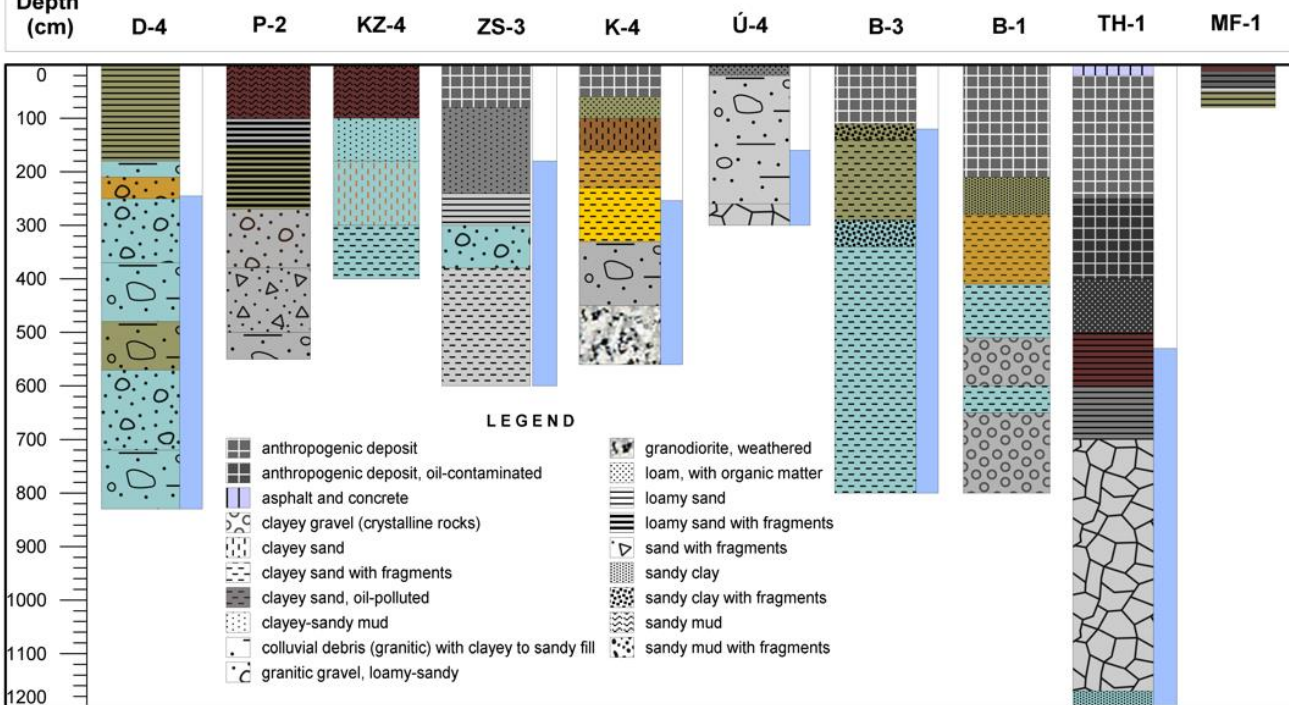 Depth
(cm) D-4 P-2 KZ-4 ZS-3 K-4 Ú-4 B-3 B-1 TH-1 MF-1
0
100
200
300
400
500
600
700
800
900
1000
1100
1200
LEGEND
anthropogenic deposit
anthropogenic deposit, oil-contaminated
asphalt and concrete
clayey gravel (crystalline rocks)
clayey sand
clayey sand with fragments
clayey sand, oil-polluted
clayey-sandy mud
colluvial debris (granitic) with clayey to sandy fill
granitic gravel, loamy-sandy
granodiorite, weathered
loam, with organic matter
loamy sand
loamy sand with fragments
sand with fragments
sandy clay
sandy clay with fragments
sandy mud
sandy mud with fragments